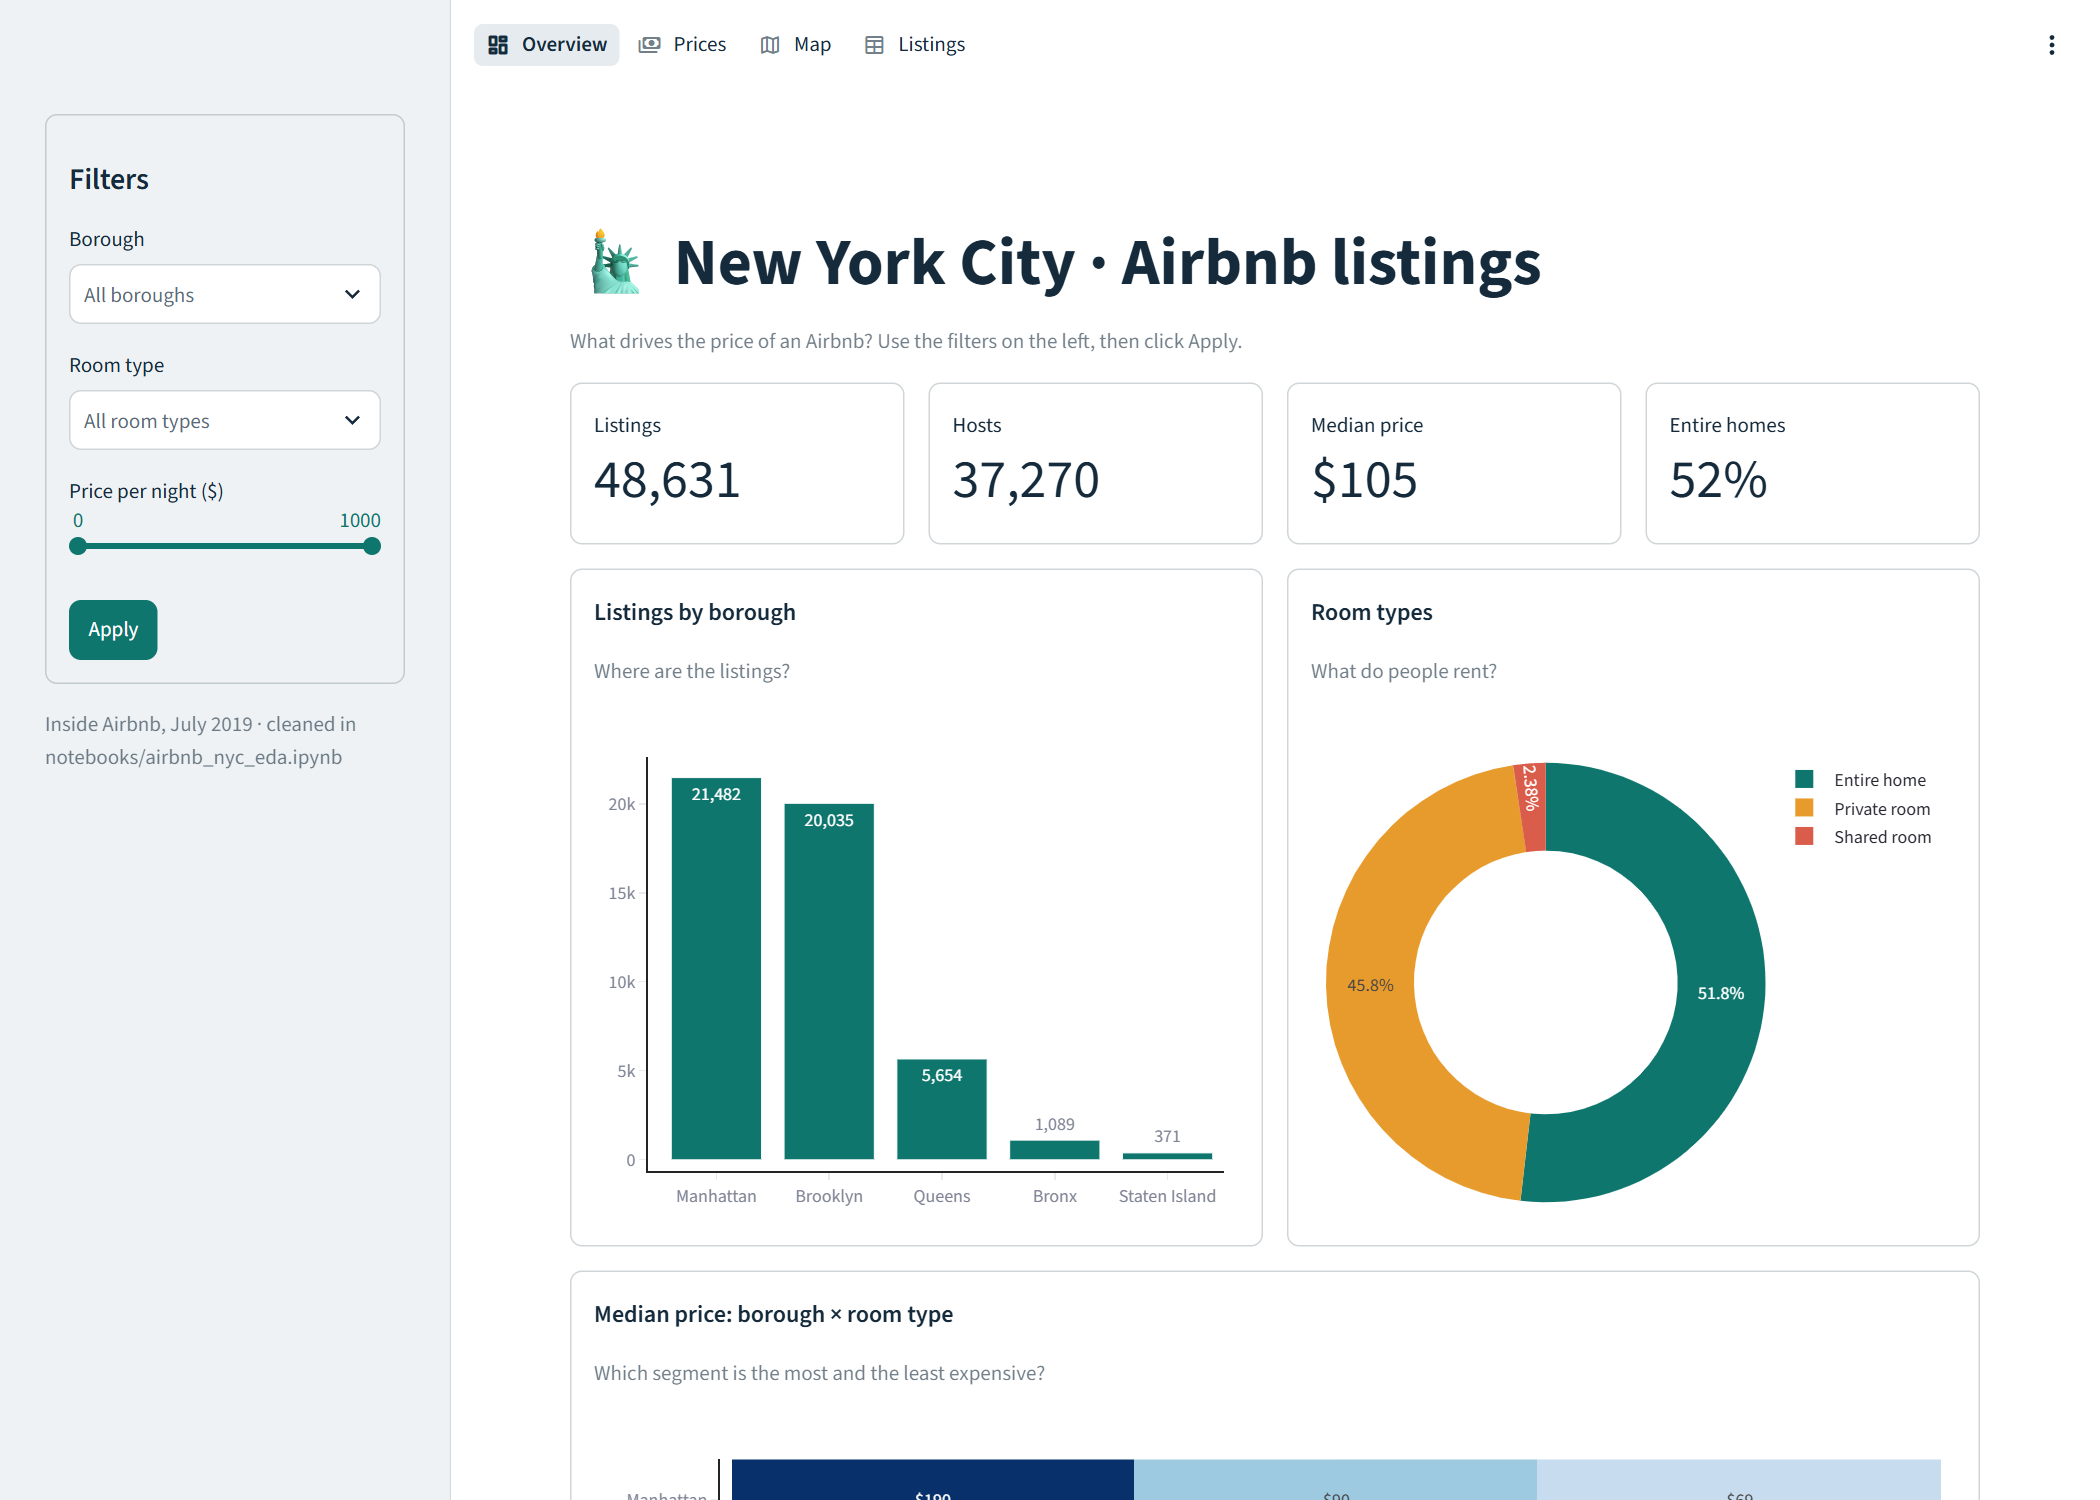 Overview
Prices
Map
Listings
Filters
Borough
All boroughs
Room type
All room types
Price per night ($)
0 1000
Apply
Inside Airbnb, July 2019 · cleaned in
notebooks/airbnb_nyc_eda.ipynb
New York City · Airbnb listings
What drives the price of an Airbnb? Use the filters on the left, then click Apply.
Listings
48,631
Hosts
37,270
Median price
$105
Entire homes
52%
Listings by borough
Where are the listings?
20k
15k
10k
5k
0
21,482
20,035
5,654
1,089
371
Manhattan
Brooklyn
Queens
Bronx
Staten Island
Room types
What do people rent?
2.38%
45.8%
51.8%
Entire home
Private room
Shared room
Median price: borough × room type
Which segment is the most and the least expensive?
Manhattan
$190
$90
$69